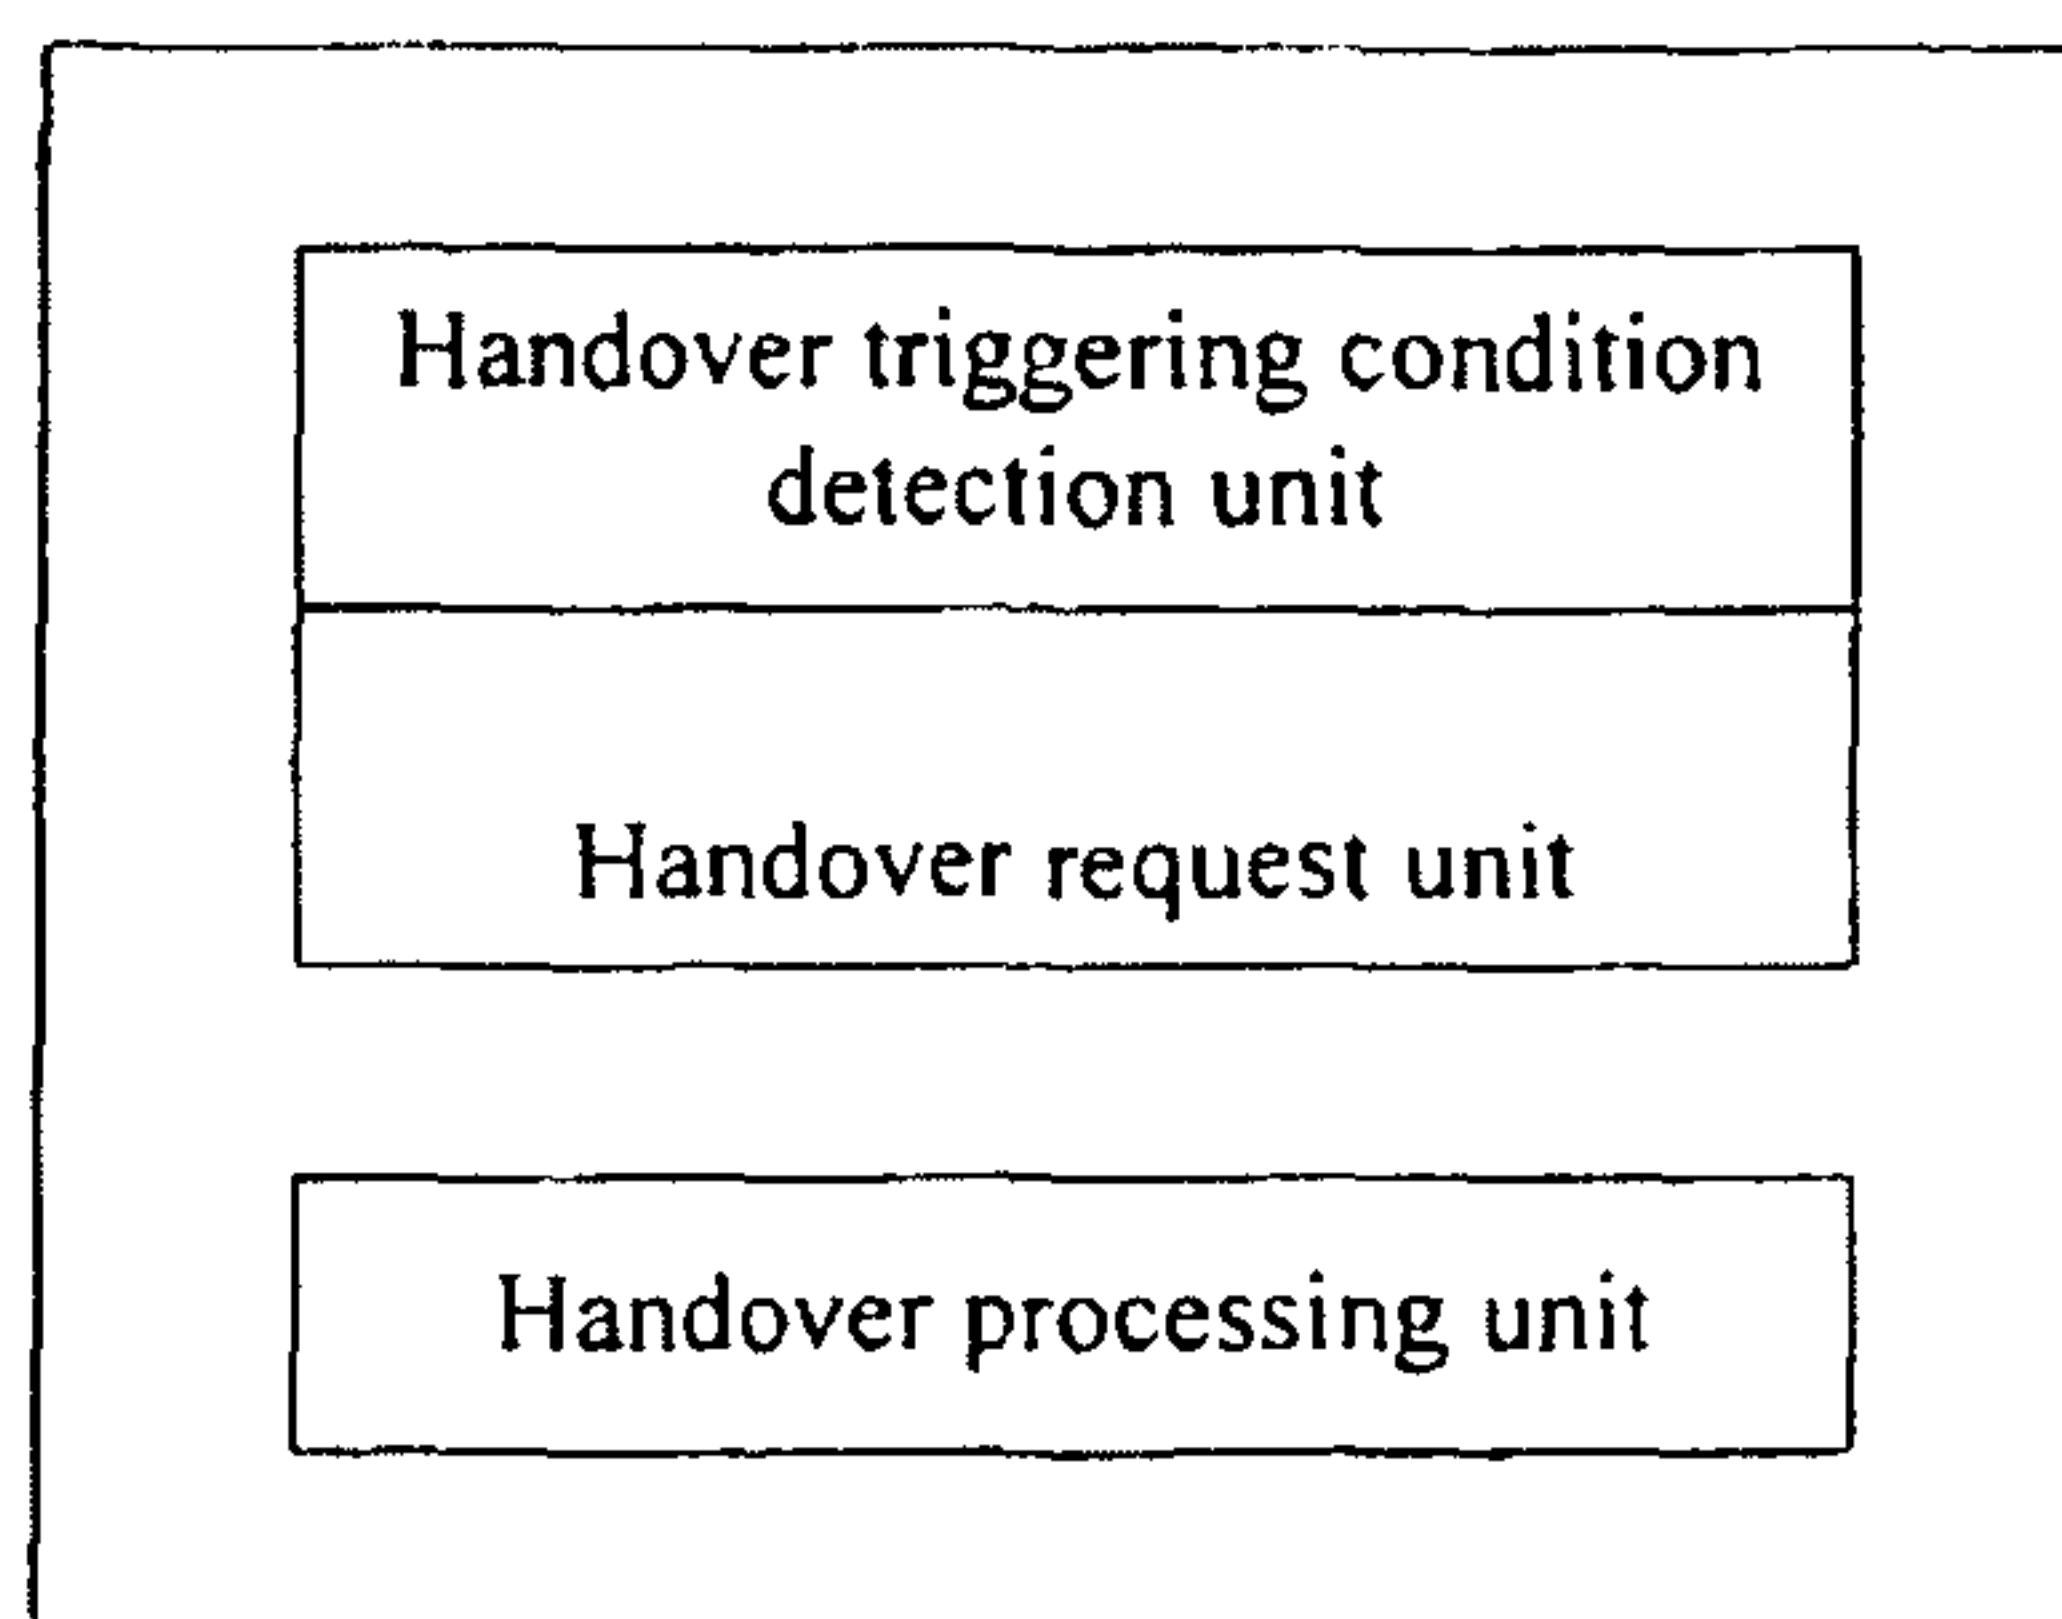 Handover triggering condition
detection unit
Handover request unit
Handover processing unit